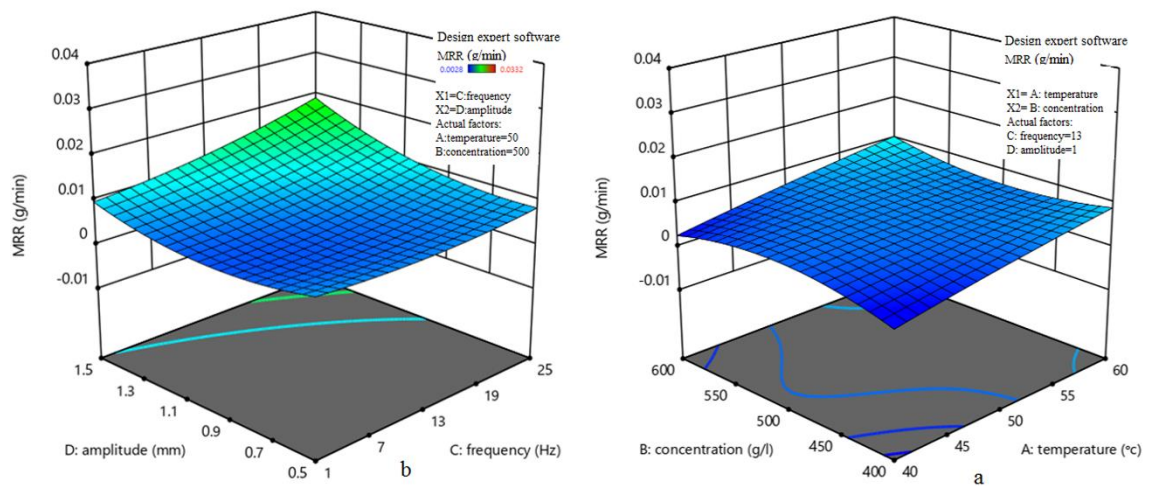 Design expert software
MRR (g/min)
0.0028 0.0332
X1=C:frequency
X2=D:amplitude
Actual factors:
A:temperature=50
B:concentration=500
0.04
0.03
0.02
0.01
0
-0.01
MRR (g/min)
1.5
1.3
1.1
0.9
0.7
0.5
D: amplitude (mm)
1
7
13
19
25
C: frequency (Hz)
b
Design expert software
MRR (g/min)
X1= A: temperature
X2= B: concentration
Actual factors:
C: frequency=13
D: amolitude=1
0.04
0.03
0.02
0.01
0
-0.01
MRR (g/min)
600
550
500
450
400
B: concentration (g/l)
40
45
50
55
60
A: temperature (°c)
a